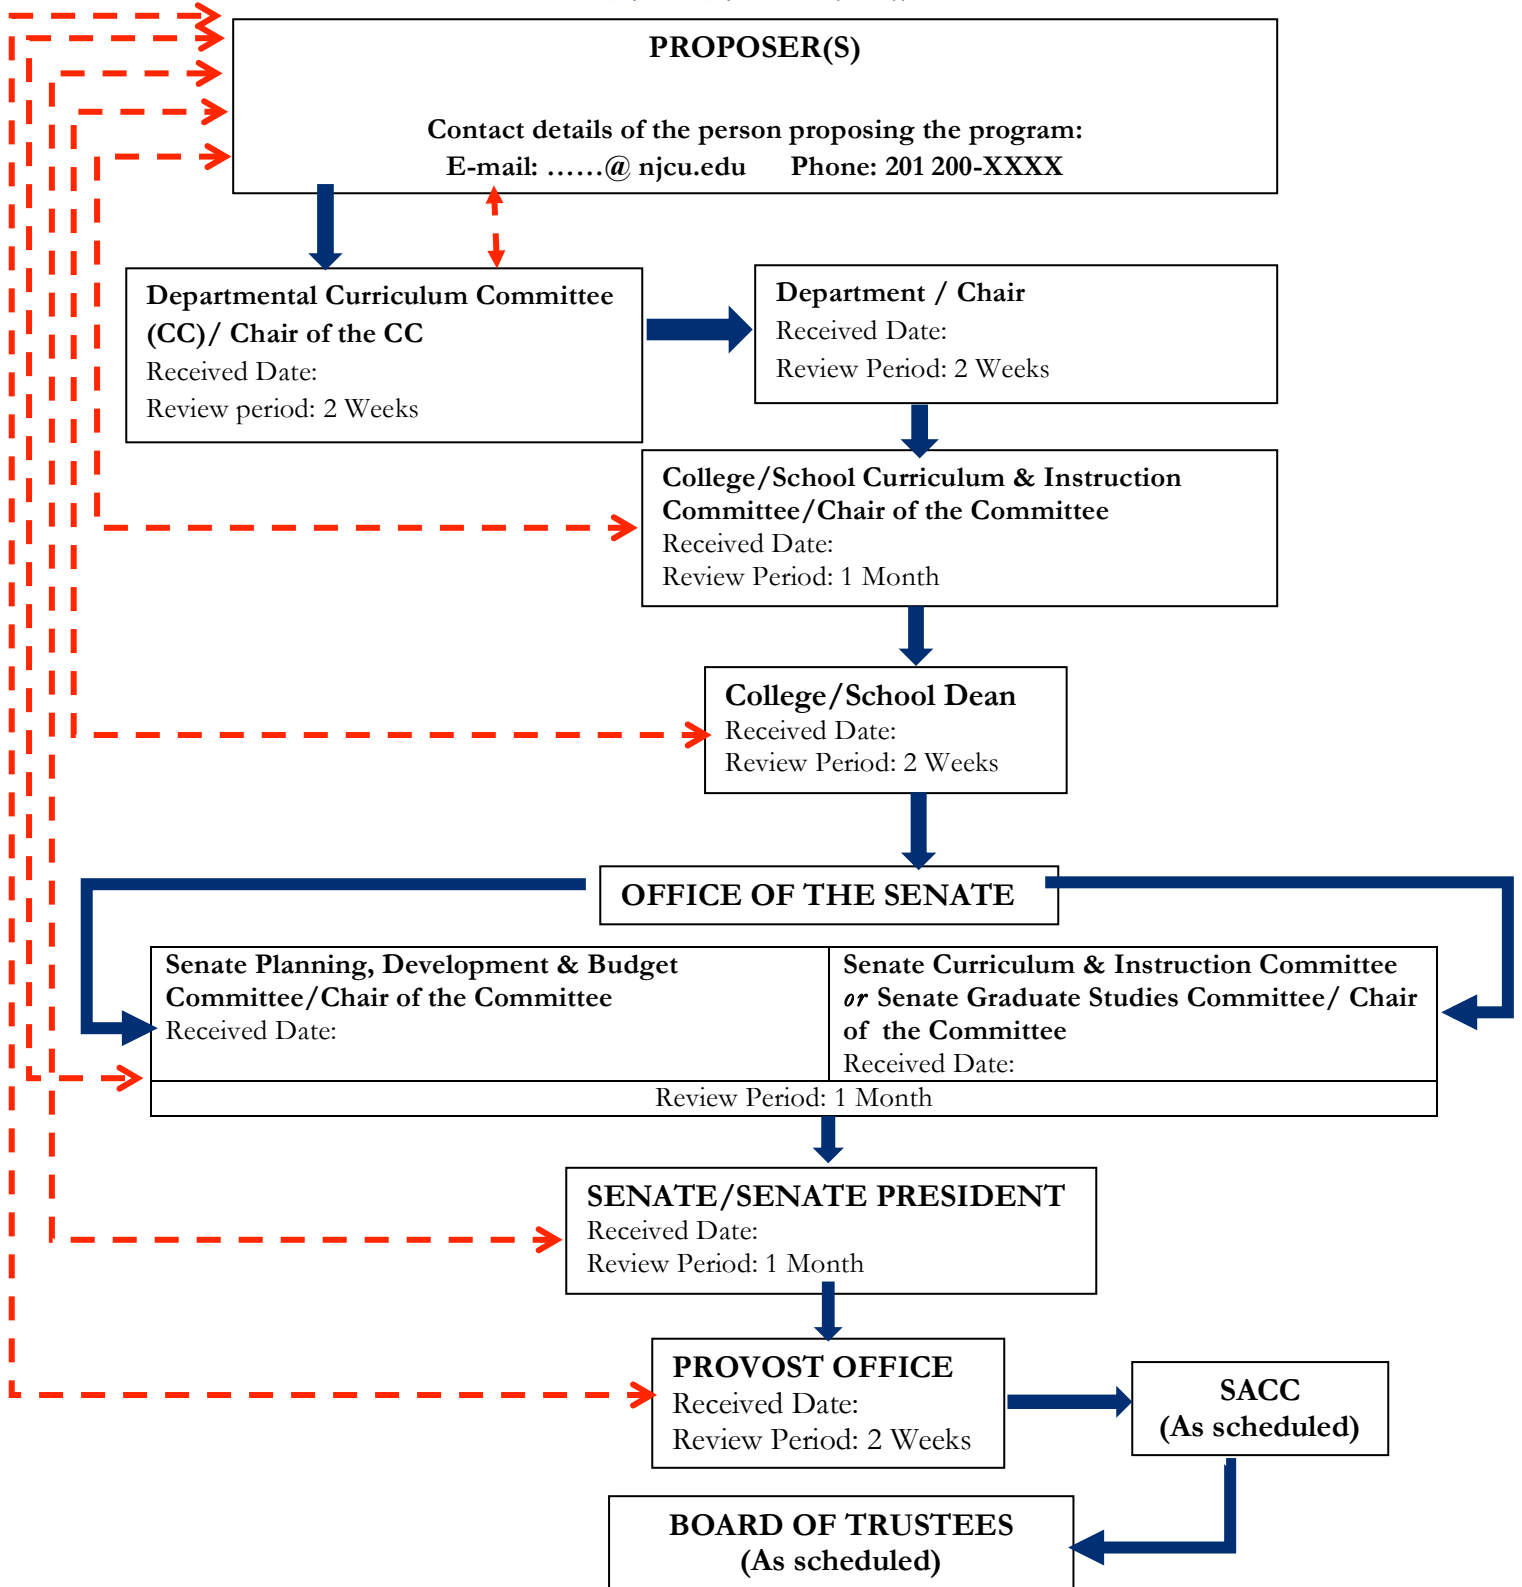 PROPOSER(S)
Contact details of the person proposing the program:
E-mail: ……@ njcu.edu Phone: 201 200-XXXX
Departmental Curriculum Committee
(CC)/ Chair of the CC
Received Date:
Review period: 2 Weeks
Department / Chair
Received Date:
Review Period: 2 Weeks
College/School Curriculum & Instruction
Committee/Chair of the Committee
Received Date:
Review Period: 1 Month
College/School Dean
Received Date:
Review Period: 2 Weeks
OFFICE OF THE SENATE
Senate Planning, Development & Budget
Committee/Chair of the Committee
Received Date:
Senate Curriculum & Instruction Committee
or Senate Graduate Studies Committee/ Chair
of the Committee
Received Date:
Review Period: 1 Month
SENATE/SENATE PRESIDENT
Received Date:
Review Period: 1 Month
PROVOST OFFICE
Received Date:
Review Period: 2 Weeks
SACC
(As scheduled)
BOARD OF TRUSTEES
(As scheduled)